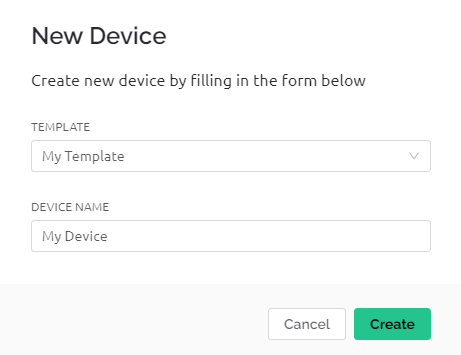 New Device
Create new device by filling in the form below
TEMPLATE
My Template
DEVICE NAME
My Device
Cancel
Create